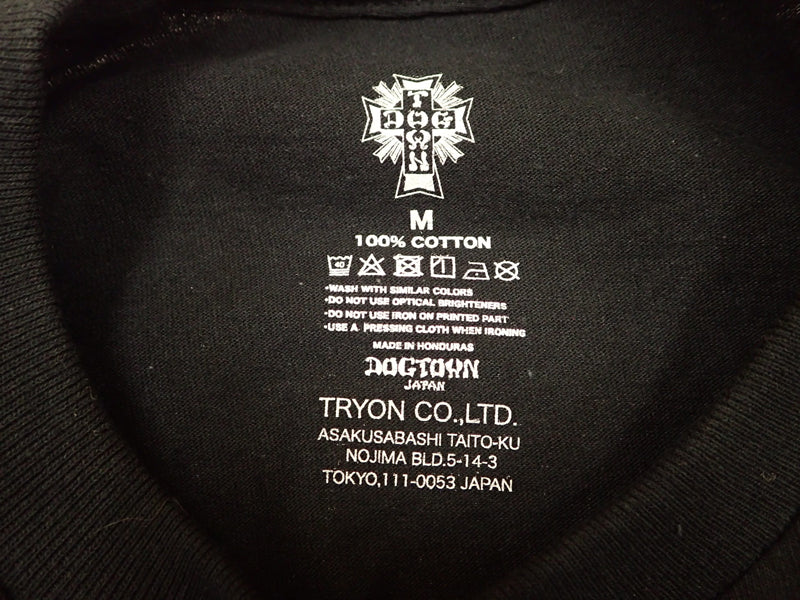 T
DOG
W
N
M
100% COTTON
40
•WASH WITH SIMILAR COLORS
•DO NOT USE OPTICAL BRIGHTENERS
•DO NOT USE IRON ON PRINTED PART
•USE A PRESSING CLOTH WHEN IRONING
MADE IN HONDURAS
DOGTOWN
JAPAN
TRYON CO.,LTD.
ASAKUSABASHI TAITO-KU
NOJIMA BLD.5-14-3
TOKYO,111-0053 JAPAN